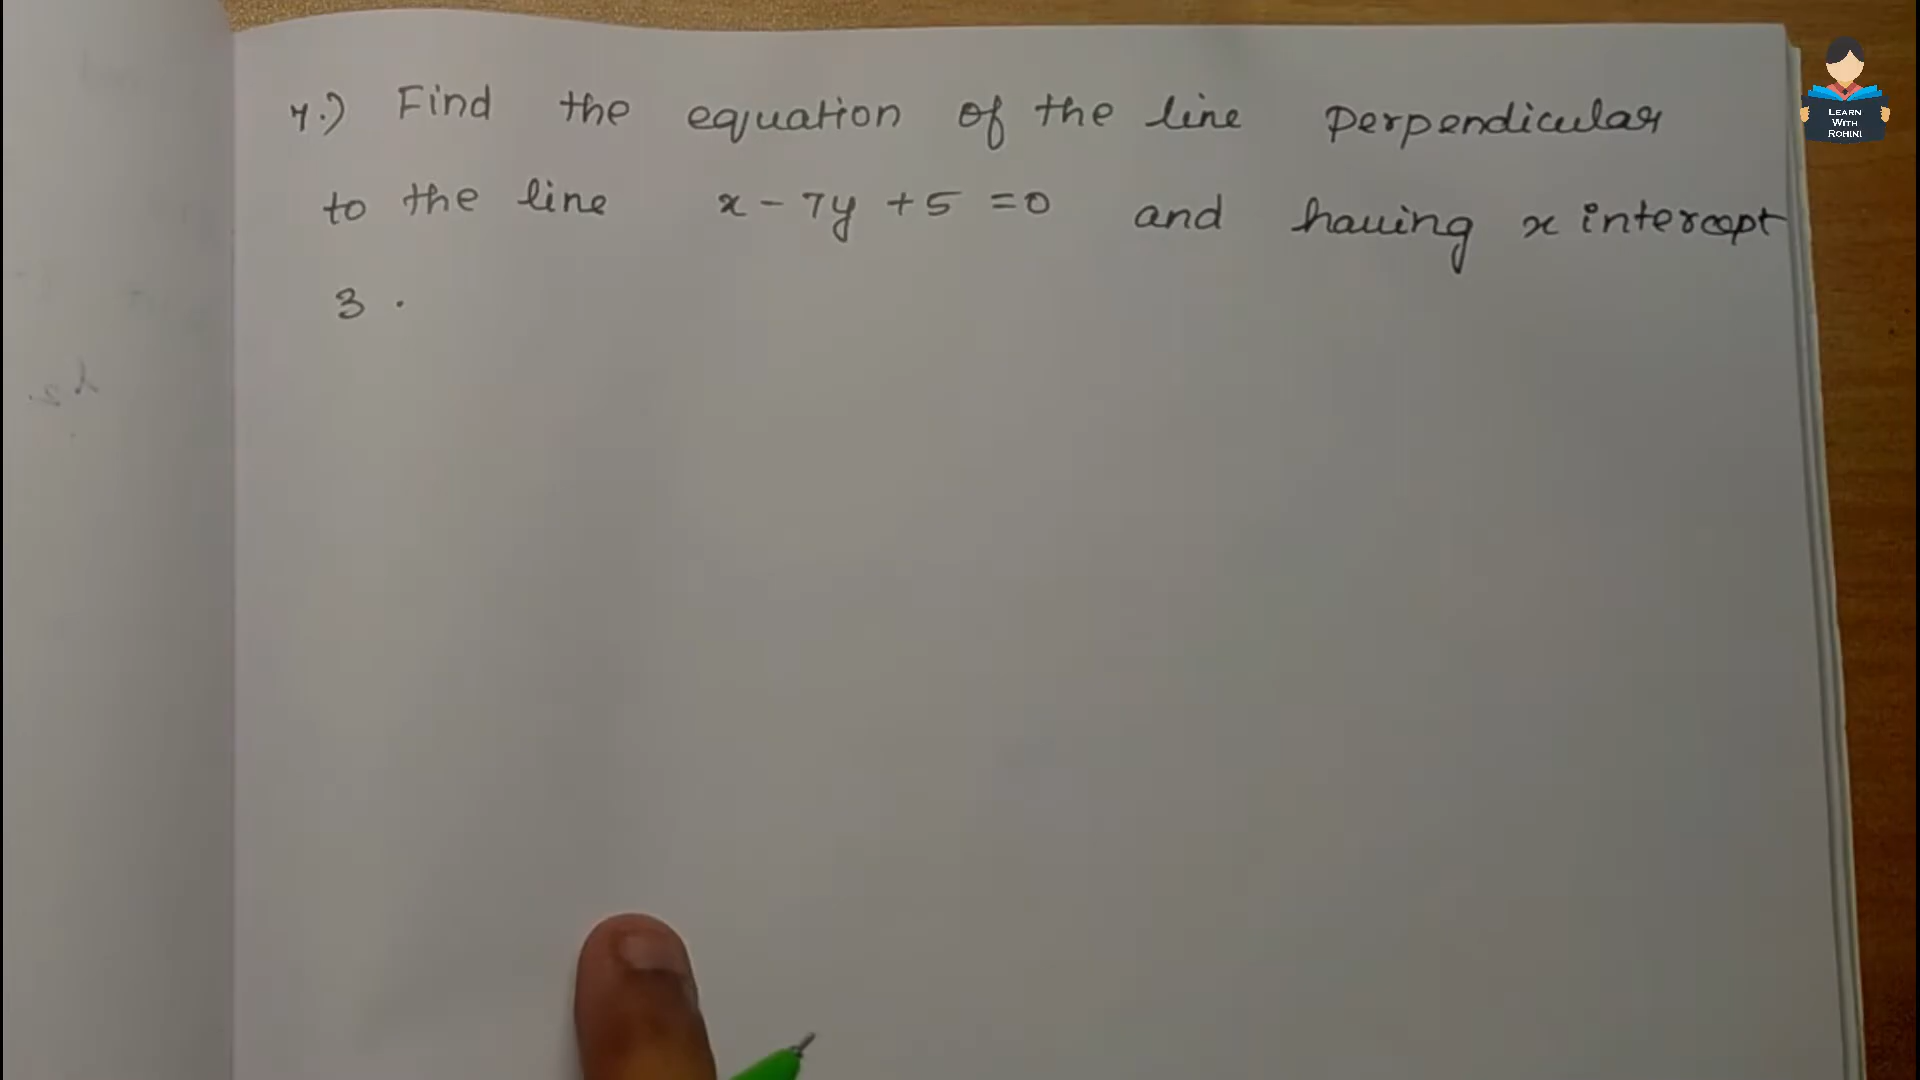 7.) Find the equation of the line perpendicular
to the line x - 7y + 5 = 0 and having x intercept
3 .
LEARN
WITH
ROHINI